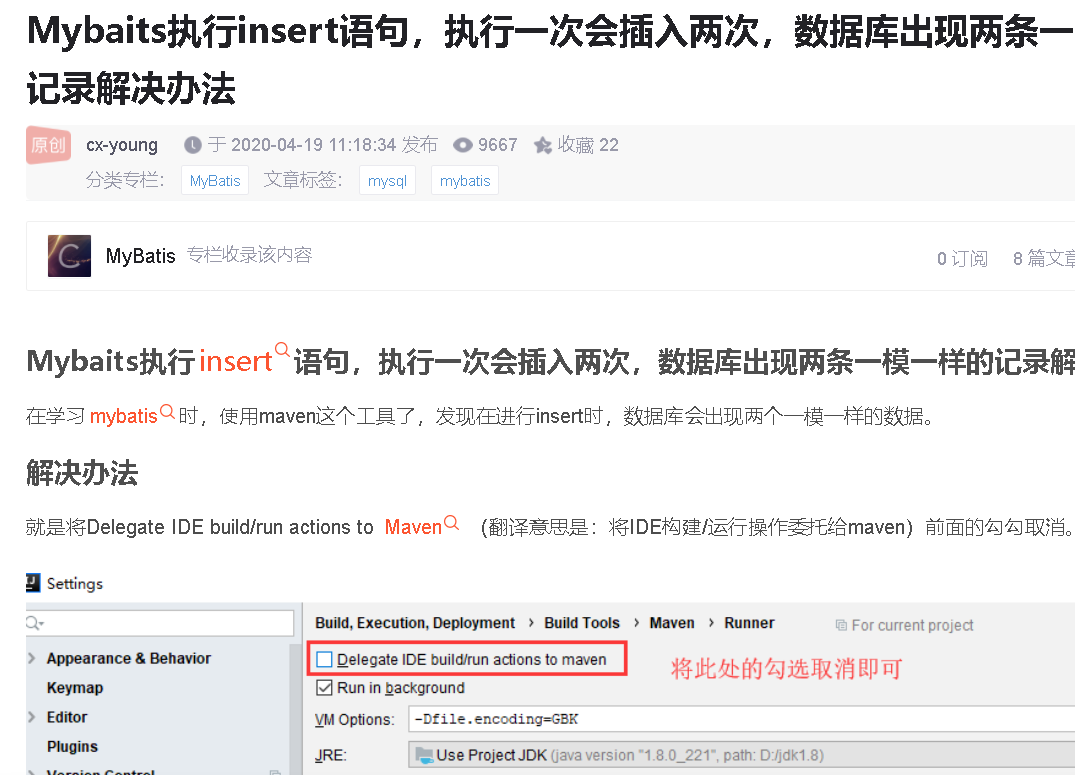 Mybaits执行insert语句，执行一次会插入两次，数据库出现两条一
记录解决办法
原创 cx-young 于 2020-04-19 11:18:34 发布 9667 收藏 22
分类专栏： MyBatis 文章标签： mysql mybatis
MyBatis 专栏收录该内容 0 订阅 8 篇文章
Mybaits执行insert语句，执行一次会插入两次，数据库出现两条一模一样的记录解
在学习 mybatis 时，使用maven这个工具了，发现在进行insert时，数据库会出现两个一模一样的数据。
解决办法
就是将Delegate IDE build/run actions to Maven （翻译意思是：将IDE构建/运行操作委托给maven）前面的勾勾取消。
Settings
Build, Execution, Deployment › Build Tools › Maven › Runner For current project
Appearance & Behavior
Delegate IDE build/run actions to maven
将此处的勾选取消即可
Keymap
Run in background
Editor
VM Options: -Dfile.encoding=GBK
Plugins
JRE: Use Project JDK (java version "1.8.0_221", path: D:/jdk1.8)
Version Control